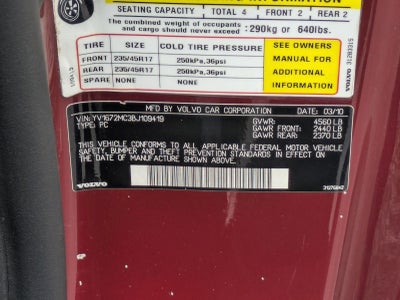 INFORMATION
SEATING CAPACITY TOTAL 4 FRONT 2 REAR 2
The combined weight of occupants
and cargo should never exceed :290kg or 640lbs.
TIRE SIZE COLD TIRE PRESSURE
FRONT 235/45R17 250kPa,36psi
REAR 235/45R17 250kPa,36psi
SPARE NONE NONE
SEE OWNERS
MANUAL FOR
ADDITIONAL
INFORMATION
VOLVO
MFD BY VOLVO CAR CORPORATION DATE: 03/10
VIN: YV1672MC3BJ109419
TYPE: PC
GVWR: 4560 LB
GAWR FRONT: 2440 LB
GAWR REAR: 2370 LB
THIS VEHICLE CONFORMS TO ALL APPLICABLE FEDERAL MOTOR VEHICLE
SAFETY, BUMPER AND THEFT PREVENTION STANDARDS IN EFFECT ON
THE DATE OF MANUFACTURE SHOWN ABOVE.
VOLVO